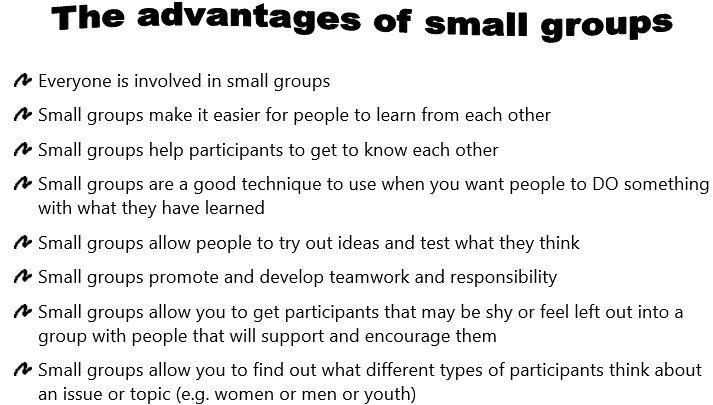 The advantages of small groups
Everyone is involved in small groups
Small groups make it easier for people to learn from each other
Small groups help participants to get to know each other
Small groups are a good technique to use when you want people to DO something
with what they have learned
Small groups allow people to try out ideas and test what they think
Small groups promote and develop teamwork and responsibility
Small groups allow you to get participants that may be shy or feel left out into a
group with people that will support and encourage them
Small groups allow you to find out what different types of participants think about
an issue or topic (e.g. women or men or youth)